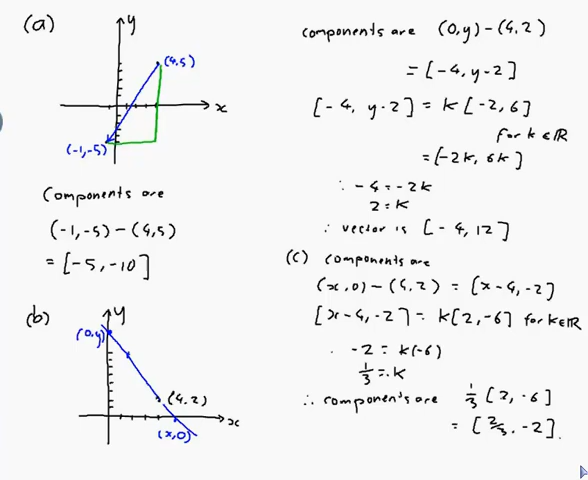 (a)
y
(4,5)
x
(-1,-5)
Components are
(-1,-5) - (4,5)
= [-5, -10]
(b)
y
(0,y)
(4,2)
x
(x,0)
components are (0,y) - (4,2)
= [-4, y-2]
[-4, y-2] = k[-2,6]
for k ∈ ℝ
= [-2k, 6k]
∴ -4 = -2k
2 = k
∴ vector is [-4, 12]
(c) components are
(x,0) - (4,2) = [x-4, -2]
[x-4, -2] = k[2,-6] for k ∈ ℝ
∴ -2 = k(-6)
1/3 = k
∴ components are 1/3 [2, -6]
= [2/3, -2].